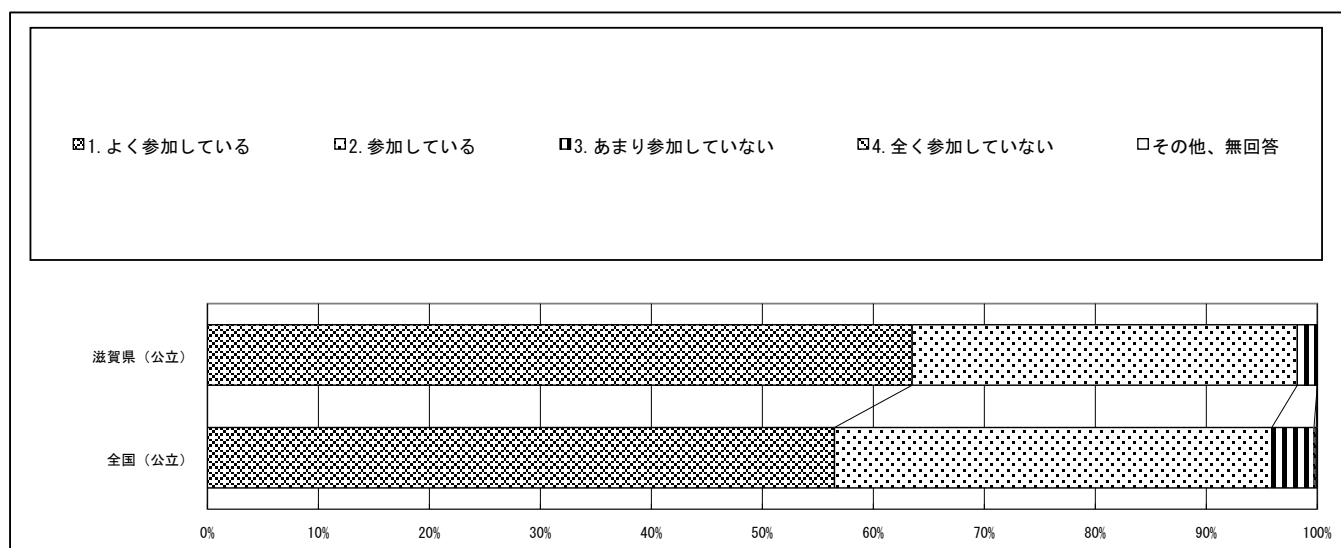 1. よく参加している 2. 参加している 3. あまり参加していない 4. 全く参加していない その他、無回答
滋賀県（公立）
全国（公立）
0% 10% 20% 30% 40% 50% 60% 70% 80% 90% 100%